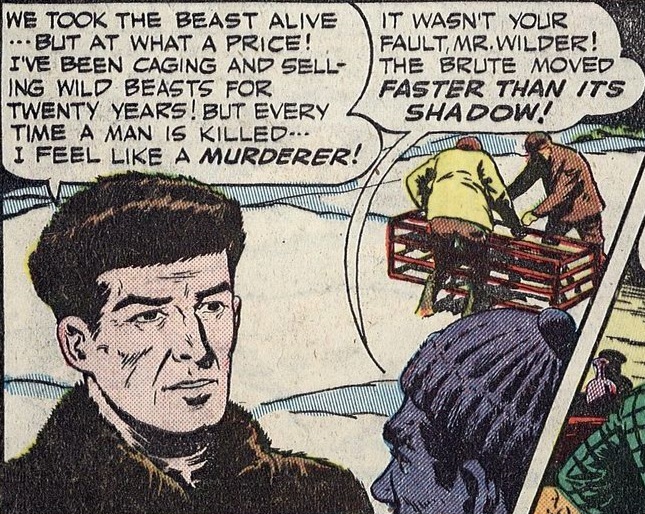 WE TOOK THE BEAST ALIVE
...BUT AT WHAT A PRICE!
I'VE BEEN CAGING AND SELL-
ING WILD BEASTS FOR
TWENTY YEARS! BUT EVERY
TIME A MAN IS KILLED...
I FEEL LIKE A MURDERER!
IT WASN'T YOUR
FAULT, MR. WILDER!
THE BRUTE MOVED
FASTER THAN ITS
SHADOW!